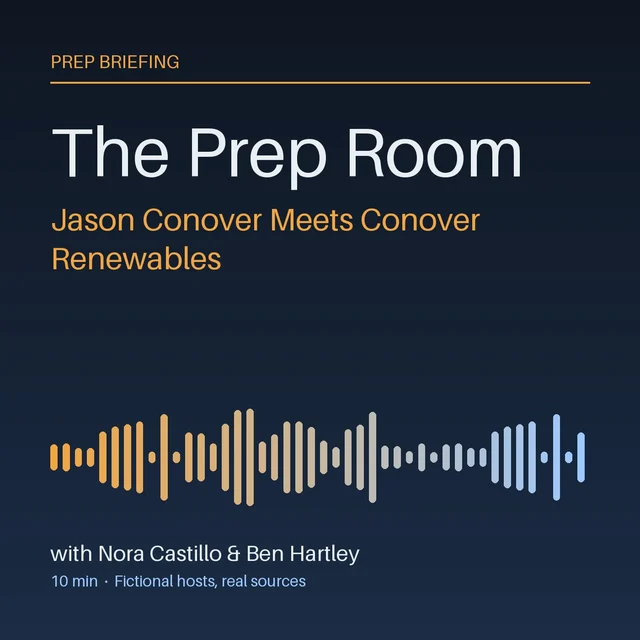 PREP BRIEFING
The Prep Room
Jason Conover Meets Conover
Renewables
with Nora Castillo & Ben Hartley
10 min · Fictional hosts, real sources